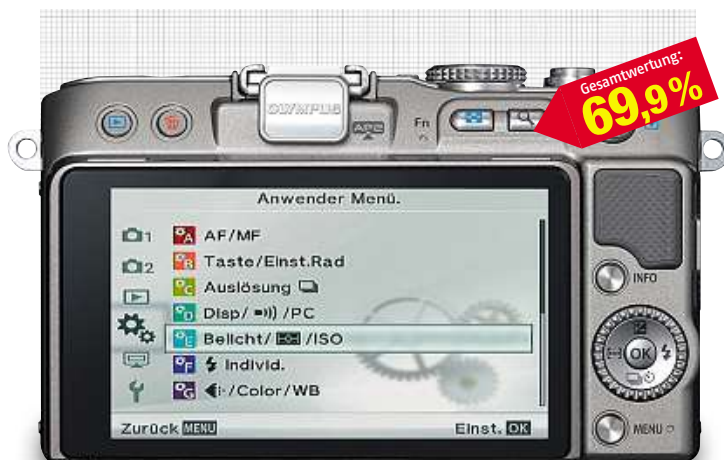 Gesamtwertung:
69,9%
OLYMPUS
Fn
Anwender Menü.
1
A AF/MF
2
B Taste/Einst.Rad
C Auslösung
D Disp/ /PC
E Belicht/ /ISO
F Individ.
G /Color/WB
Zurück MENU
Einst. OK
INFO
OK
MENU